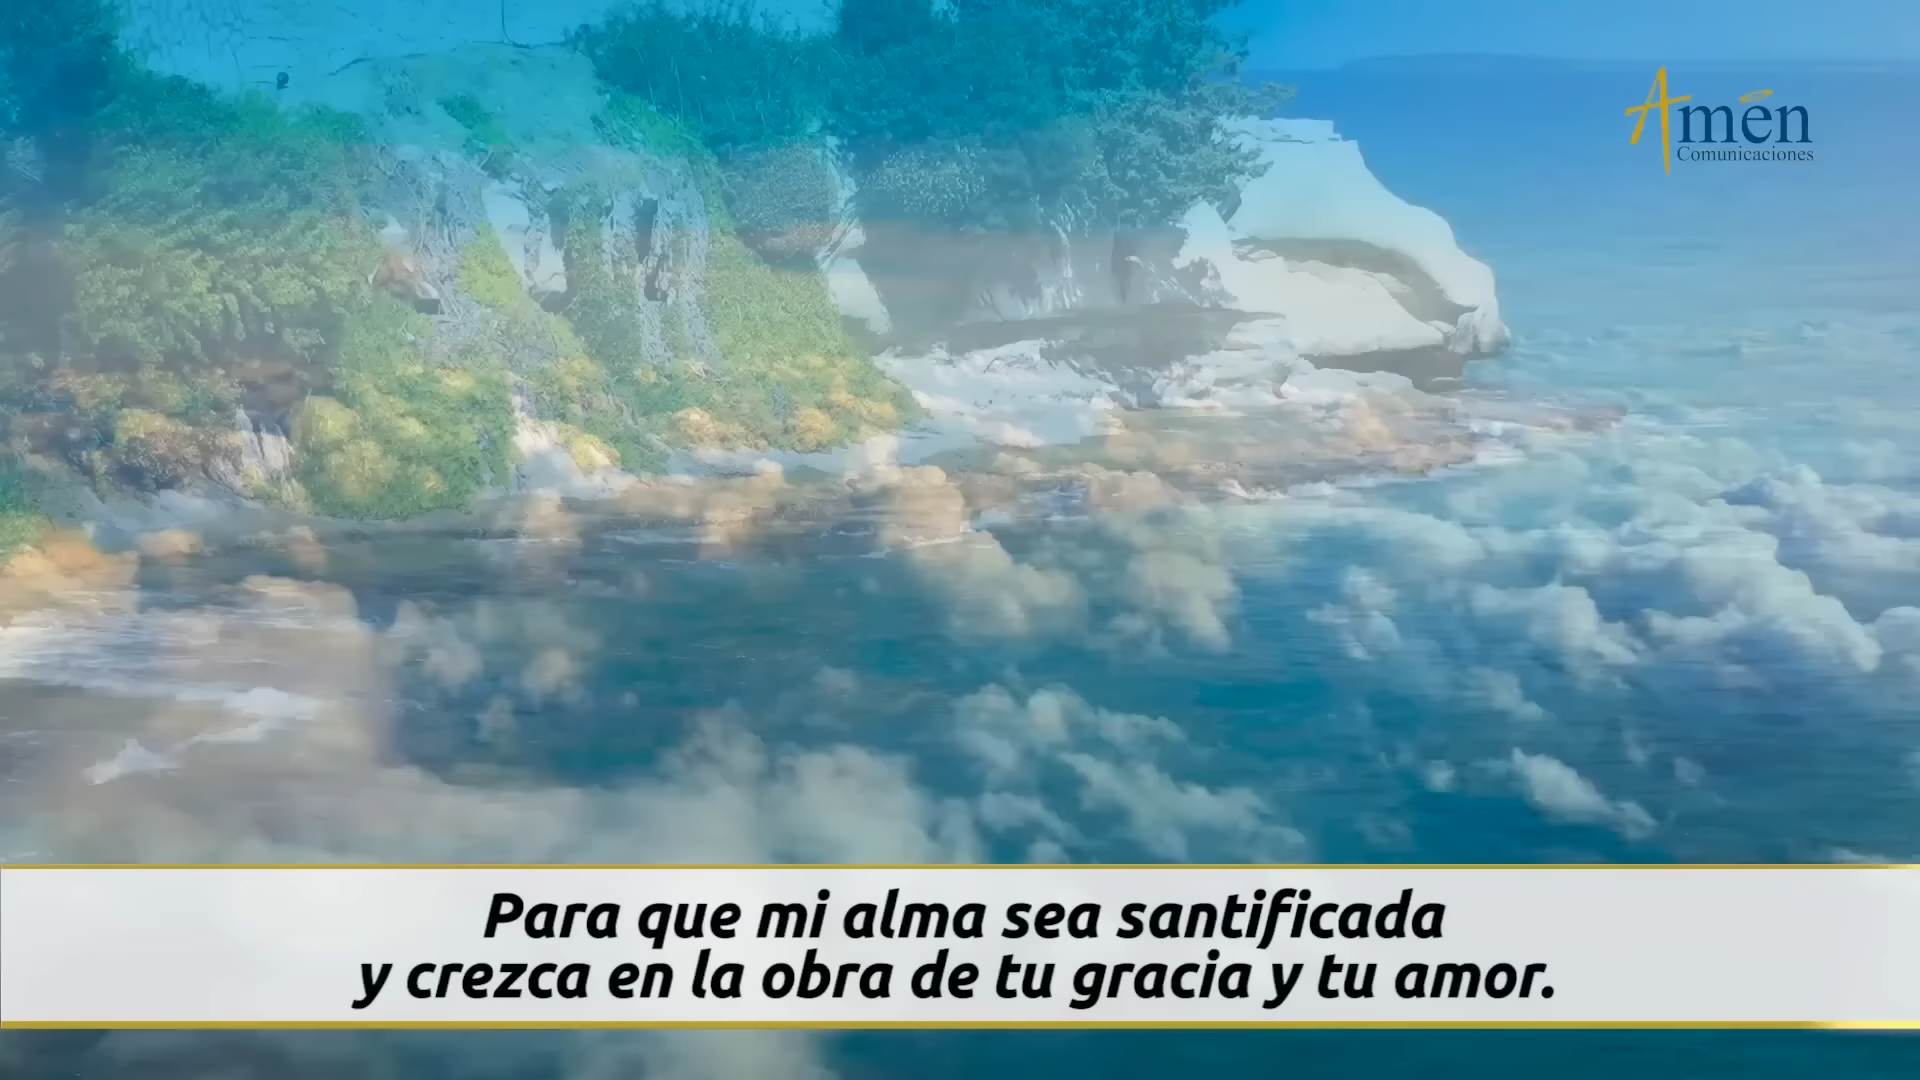 Amén
Comunicaciones
Para que mi alma sea santificada
y crezca en la obra de tu gracia y tu amor.